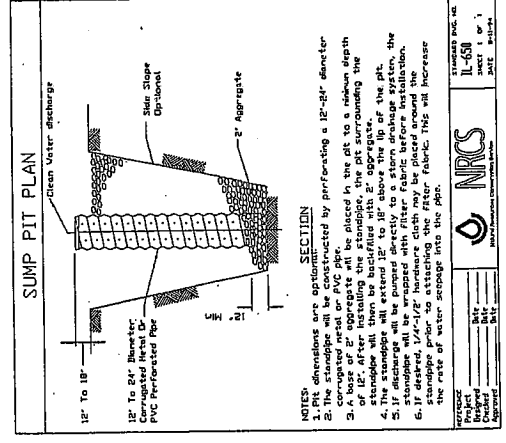 SUMP PIT PLAN
Clean Water discharge
12" To 18"
Side Slope
Optional
12" To 24" Diameter
Corrugated Metal or
PVC Perforated Pipe
2" Aggregate
12" Min
SECTION
NOTES:
1. Pit dimensions are optional.
2. The standpipe will be constructed by perforating a 12"-24" diameter
corrugated metal or PVC pipe.
3. A base of 2" aggregate will be placed in the pit to a minimum depth
of 12". After installing the standpipe, the pit surrounding the
standpipe will then be backfilled with 2" aggregate.
4. The standpipe will extend 12" to 18" above the lip of the pit.
5. If discharge will be pumped directly to a storm drainage system, the
standpipe will be wrapped with filter fabric before installation.
6. If desired, 1/4"-1/2" hardware cloth may be placed around the
standpipe prior to attaching the filter fabric. This will increase
the rate of water seepage into the pipe.
REFERENCE
Project
Designed Date
Checked Date
Approved Date
NRCS
Natural Resources Conservation Service
STANDARD DWG. NO.
IL-650
SHEET 1 OF 1
DATE 8-11-94